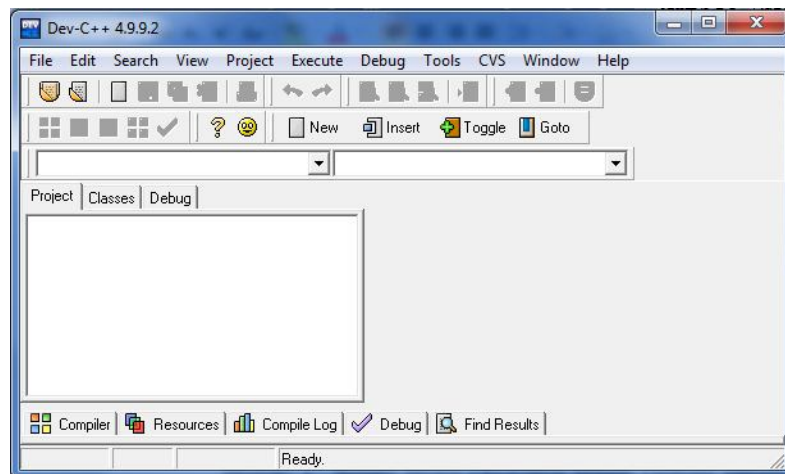 Dev-C++ 4.9.9.2
File Edit Search View Project Execute Debug Tools CVS Window Help
New Insert Toggle Goto
Project Classes Debug
Compiler Resources Compile Log Debug Find Results
Ready.